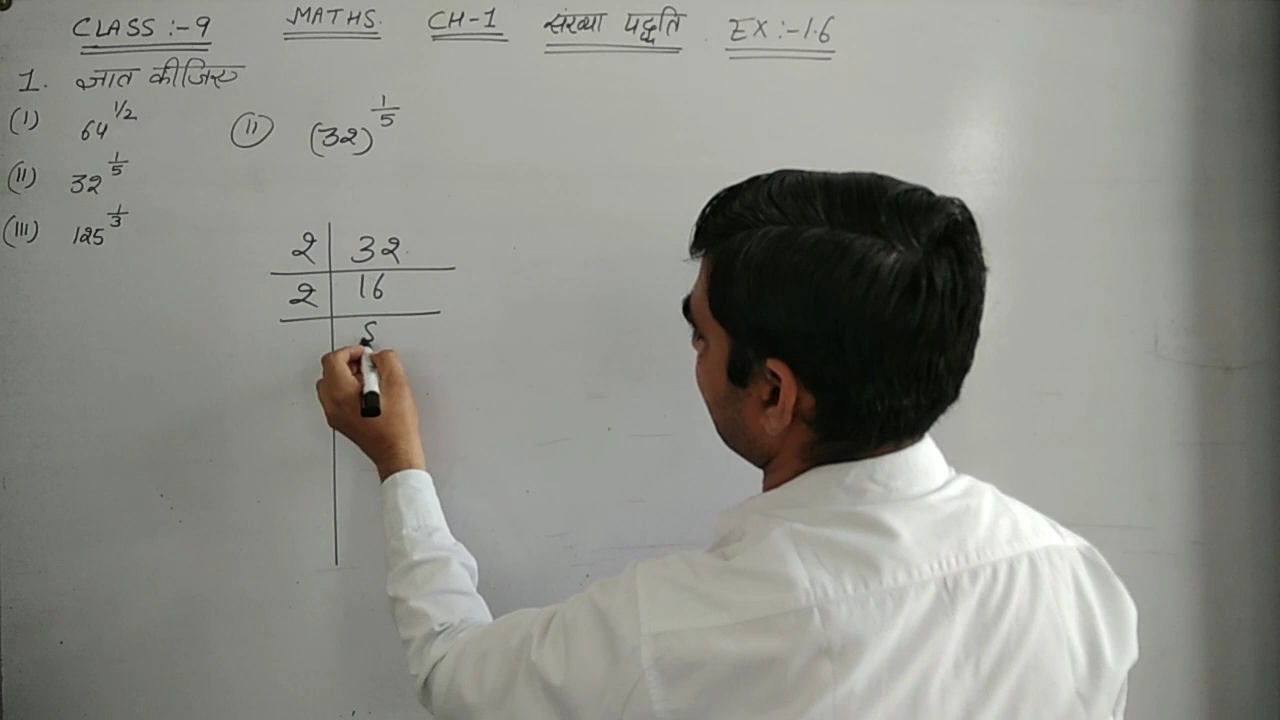 CLASS :-9 MATHS. CH-1 संख्या पद्धति EX :-1.6
1. ज्ञात कीजिए
(I) 64^1/2
(II) 32^1/5
(III) 125^1/3
(II) (32)^1/5
2 | 32
2 | 16